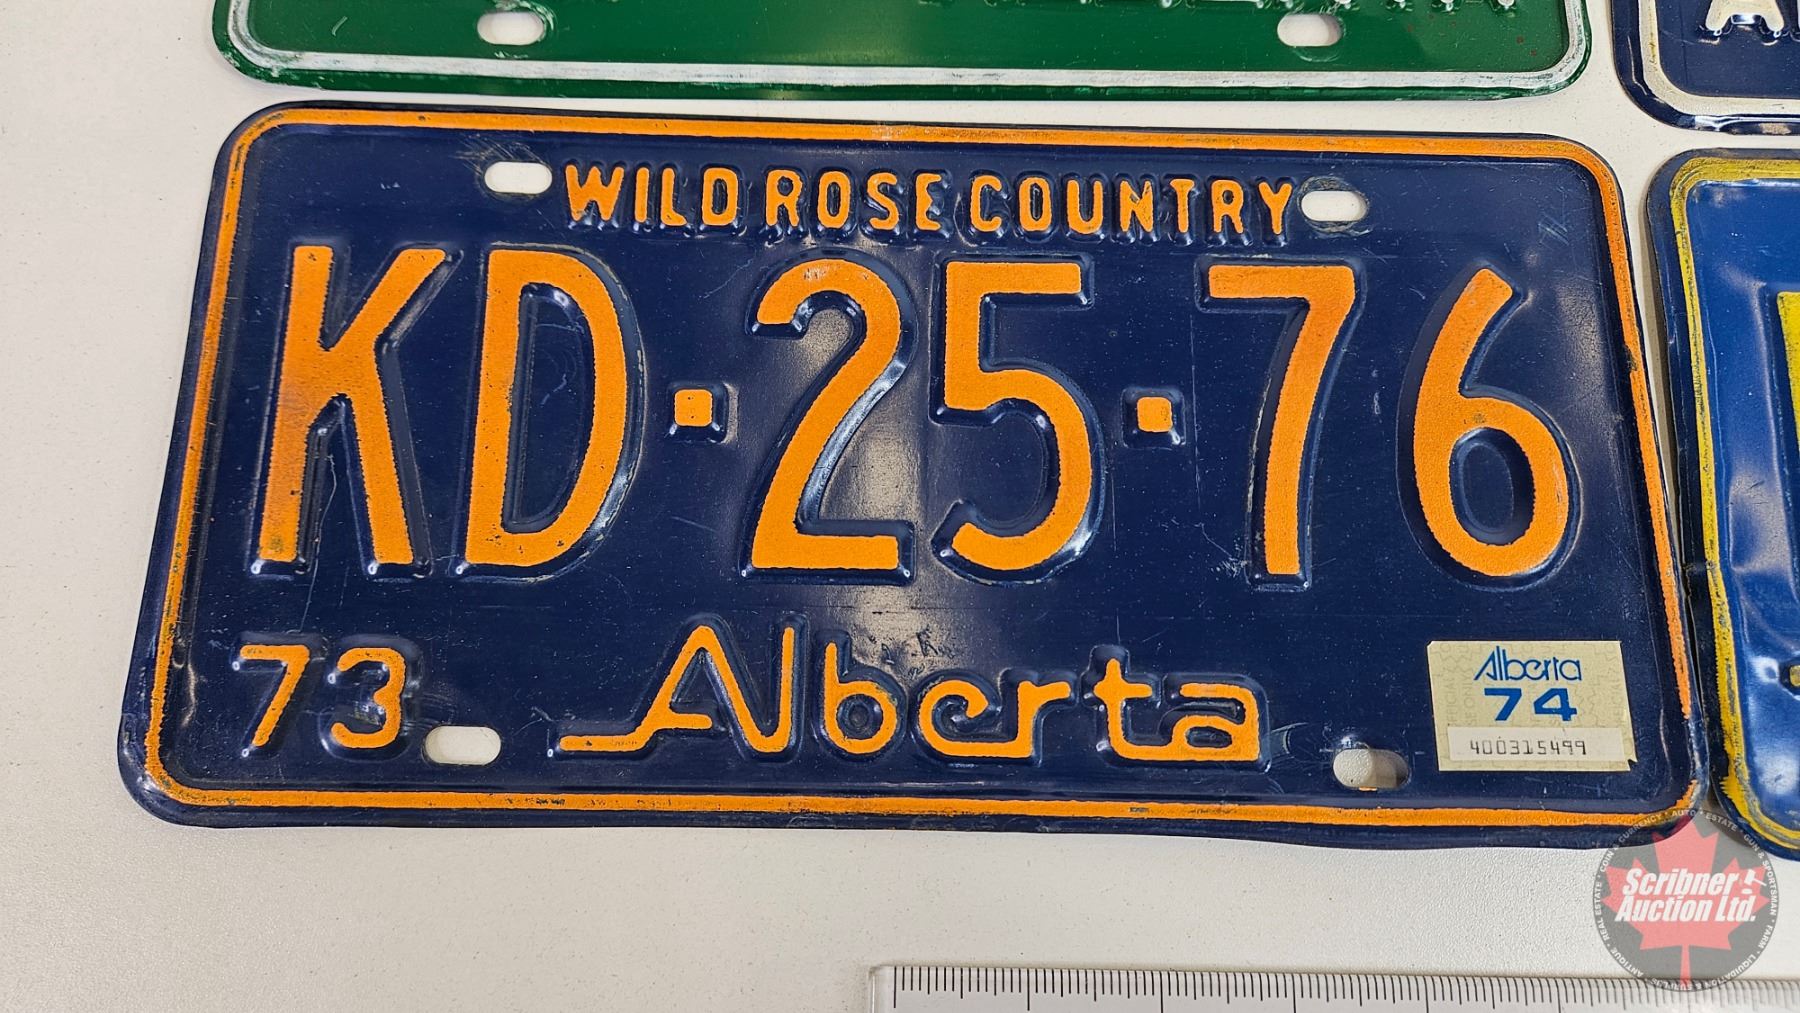 WILD ROSE COUNTRY
KD·25·76
73 Alberta
Alberta
74
400315499
Scribner
Auction Ltd.